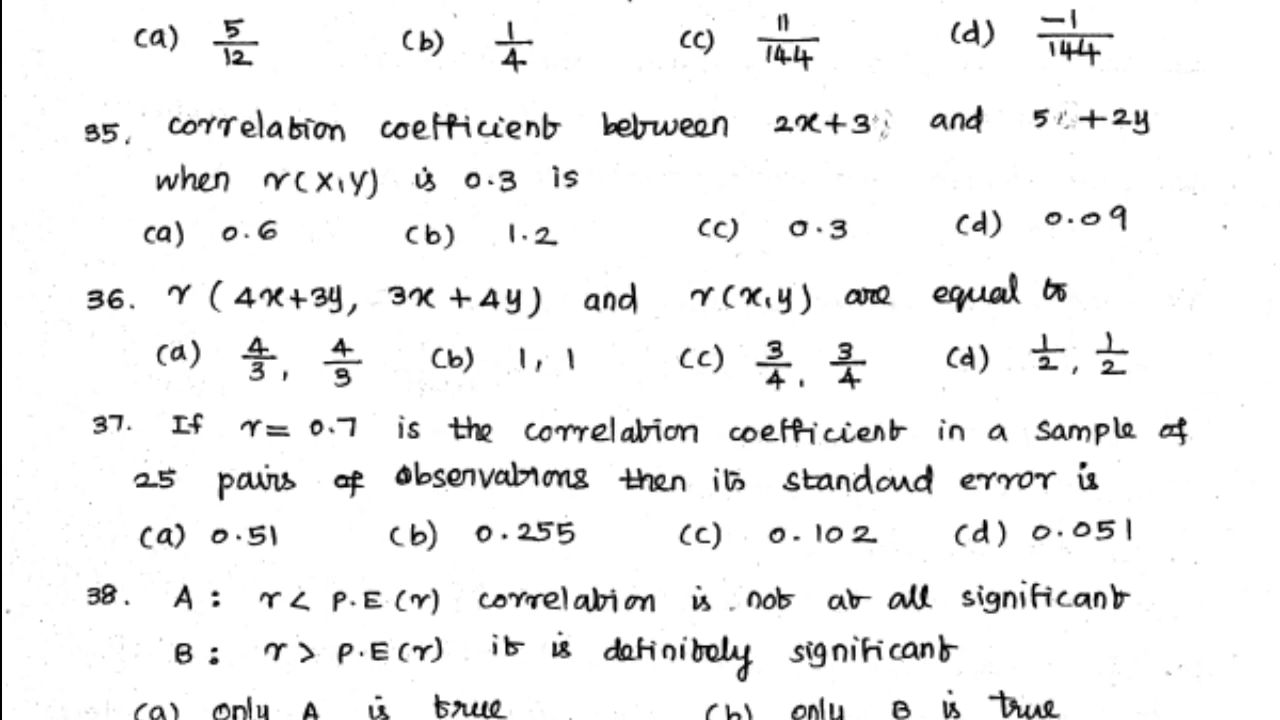 (a) 5/12 (b) 1/4 (c) 11/144 (d) -1/144
35. correlation coefficient between 2x+3 and 5 +2y
when r(X,Y) is 0.3 is
(a) 0.6 (b) 1.2 (c) 0.3 (d) 0.09
36. r (4x+3y, 3x+4y) and r(x,y) are equal to
(a) 4/3, 4/3 (b) 1, 1 (c) 3/4, 3/4 (d) 1/2, 1/2
37. If r= 0.7 is the correlation coefficient in a sample of
25 pairs of observations then its standard error is
(a) 0.51 (b) 0.255 (c) 0.102 (d) 0.051
38. A: r< P.E(r) correlation is not at all significant
B: r> P.E(r) it is definitely significant
(a) only A is true (b) only B is true